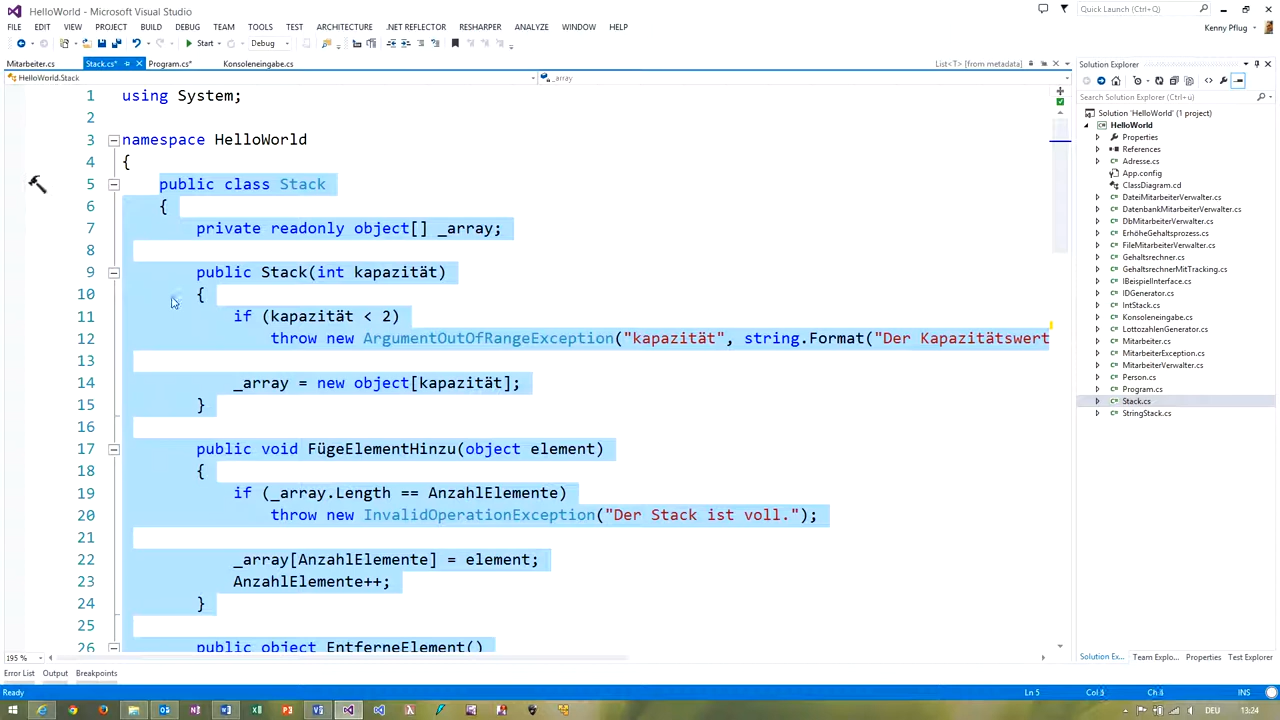 HelloWorld - Microsoft Visual Studio
Quick Launch (Ctrl+Q)
FILE EDIT VIEW PROJECT BUILD DEBUG TEAM TOOLS TEST ARCHITECTURE .NET REFLECTOR RESHARPER ANALYZE WINDOW HELP
Kenny Pflug
Start Debug
Mitarbeiter.cs Stack.cs* Program.cs* Konsoleneingabe.cs List<T> [from metadata]
HelloWorld.Stack _array
1 using System;
2
3 namespace HelloWorld
4 {
5 public class Stack
6 {
7 private readonly object[] _array;
8
9 public Stack(int kapazität)
10 {
11 if (kapazität < 2)
12 throw new ArgumentOutOfRangeException("kapazität", string.Format("Der Kapazitätswert
13
14 _array = new object[kapazität];
15 }
16
17 public void FügeElementHinzu(object element)
18 {
19 if (_array.Length == AnzahlElemente)
20 throw new InvalidOperationException("Der Stack ist voll.");
21
22 _array[AnzahlElemente] = element;
23 AnzahlElemente++;
24 }
25
26 public object EntferneElement()
195 %
Solution Explorer
Search Solution Explorer (Ctrl+ü)
Solution 'HelloWorld' (1 project)
HelloWorld
Properties
References
Adresse.cs
App.config
ClassDiagram.cd
DateiMitarbeiterVerwalter.cs
DatenbankMitarbeiterVerwalter.cs
DbMitarbeiterVerwalter.cs
ErhöheGehaltsprozess.cs
FileMitarbeiterVerwalter.cs
Gehaltsrechner.cs
GehaltsrechnerMitTracking.cs
IBeispielInterface.cs
IDGenerator.cs
IntStack.cs
Konsoleneingabe.cs
LottozahlenGenerator.cs
Mitarbeiter.cs
MitarbeiterException.cs
MitarbeiterVerwalter.cs
Person.cs
Program.cs
Stack.cs
StringStack.cs
Solution Ex... Team Explo... Properties Test Explorer
Error List Output Breakpoints
Ready Ln 5 Col 5 Ch 5 INS
DEU 13:24